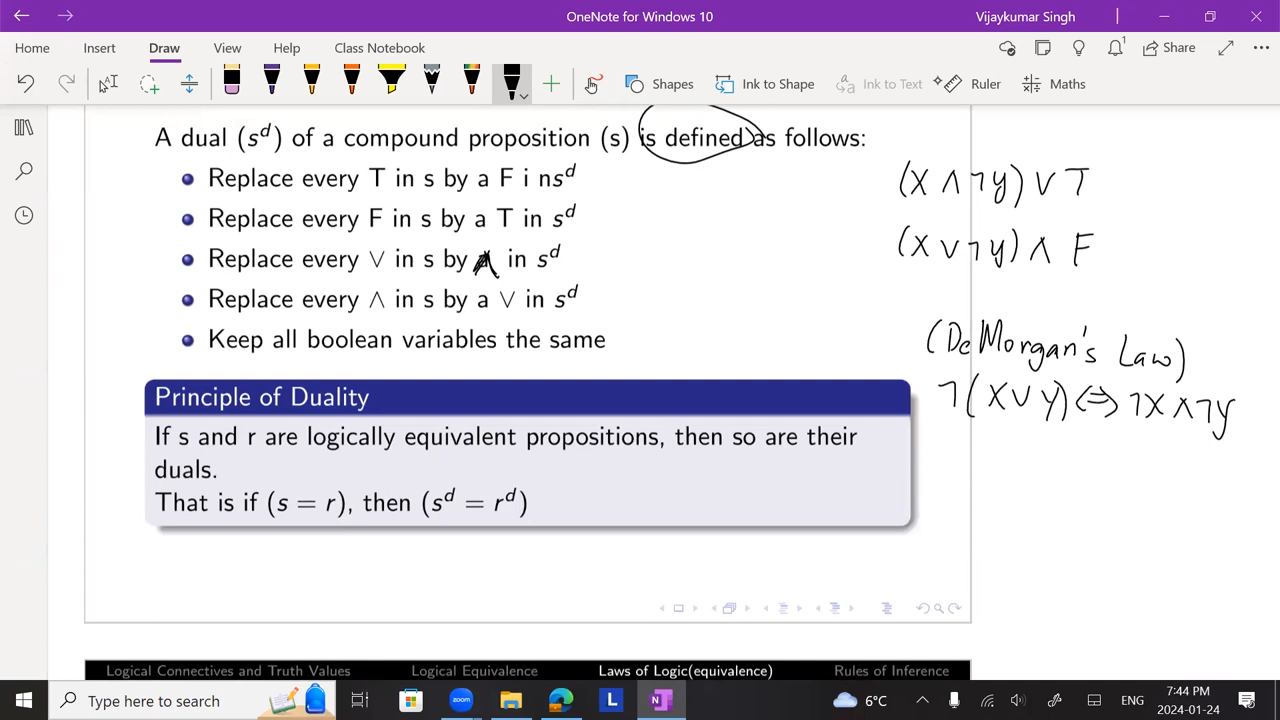 OneNote for Windows 10
Vijaykumar Singh
Home Insert Draw View Help Class Notebook
1
Share
Shapes Ink to Shape Ink to Text Ruler Maths
A dual (s^d) of a compound proposition (s) is defined as follows:
Replace every T in s by a F i ns^d
Replace every F in s by a T in s^d
Replace every ∨ in s by ∧ in s^d
Replace every ∧ in s by a ∨ in s^d
Keep all boolean variables the same
Principle of Duality
If s and r are logically equivalent propositions, then so are their
duals.
That is if (s = r), then (s^d = r^d)
(X ∧ ¬y) ∨ T
(X ∨ ¬y) ∧ F
(De Morgan's Law)
¬(X ∨ y) ⇔ ¬X ∧ ¬y
Logical Connectives and Truth Values Logical Equivalence Laws of Logic(equivalence) Rules of Inference
Type here to search
zoom
L
N
6°C
ENG
7:44 PM
2024-01-24